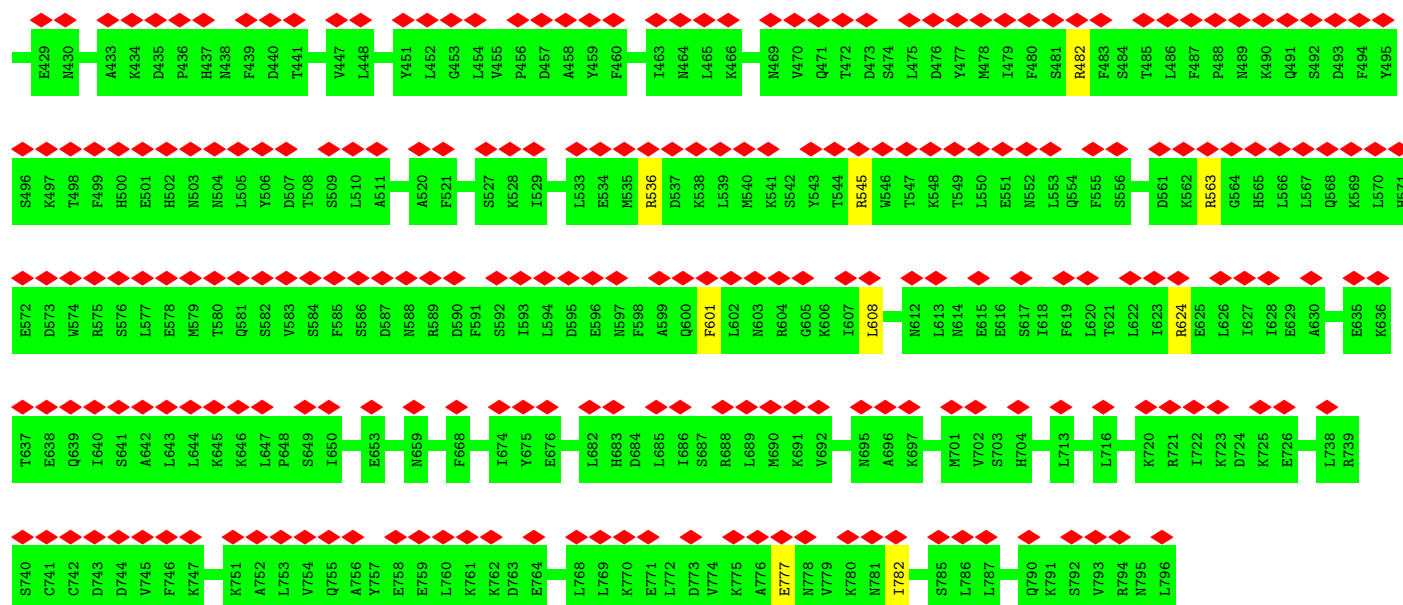 E429 N430 A433 K434 D435 P436 H437 N438 F439 D440 T441 V447 L448 Y451 L452 G453 L454 V455 P456 D457 A458 Y459 F460 I463 N464 L465 K466 N469 V470 Q471 T472 D473 S474 L475 D476 Y477 M478 I479 F480 S481 R482 F483 S484 T485 L486 F487 P488 N489 K490 Q491 S492 D493 F494 Y495
S496 K497 T498 F499 H500 E501 H502 N503 N504 L505 Y506 D507 T508 S509 L510 A511 A520 F521 S527 K528 I529 L533 E534 M535 R536 D537 K538 L539 M540 K541 S542 Y543 T544 R545 W546 T547 K548 T549 L550 E551 N552 L553 Q554 F555 S556 D561 K562 R563 G564 H565 L566 L567 Q568 K569 L570 H571
E572 D573 W574 R575 S576 L577 E578 M579 T580 Q581 S582 V583 S584 F585 S586 D587 N588 R589 D590 F591 S592 I593 L594 D595 E596 N597 F598 A599 Q600 F601 L602 N603 R604 G605 K606 I607 L608 N612 L613 N614 E615 E616 S617 I618 F619 L620 T621 L622 I623 R624 E625 L626 I627 I628 E629 A630 E635 K636
T637 E638 Q639 I640 S641 A642 L643 L644 K645 K646 L647 P648 S649 I650 E653 N659 F668 I674 Y675 E676 L682 H683 D684 L685 I686 S687 R688 L689 M690 K691 V692 N695 A696 K697 M701 V702 S703 H704 L713 L716 K720 R721 I722 K723 D724 K725 E726 L738 R739
S740 C741 C742 D743 D744 V745 F746 K747 K751 A752 L753 V754 Q755 A756 Y757 E758 E759 L760 K761 K762 D763 E764 L768 L769 K770 E771 L772 D773 V774 K775 A776 E777 N778 V779 K780 N781 I782 S785 L786 L787 Q790 K791 S792 V793 R794 N795 L796